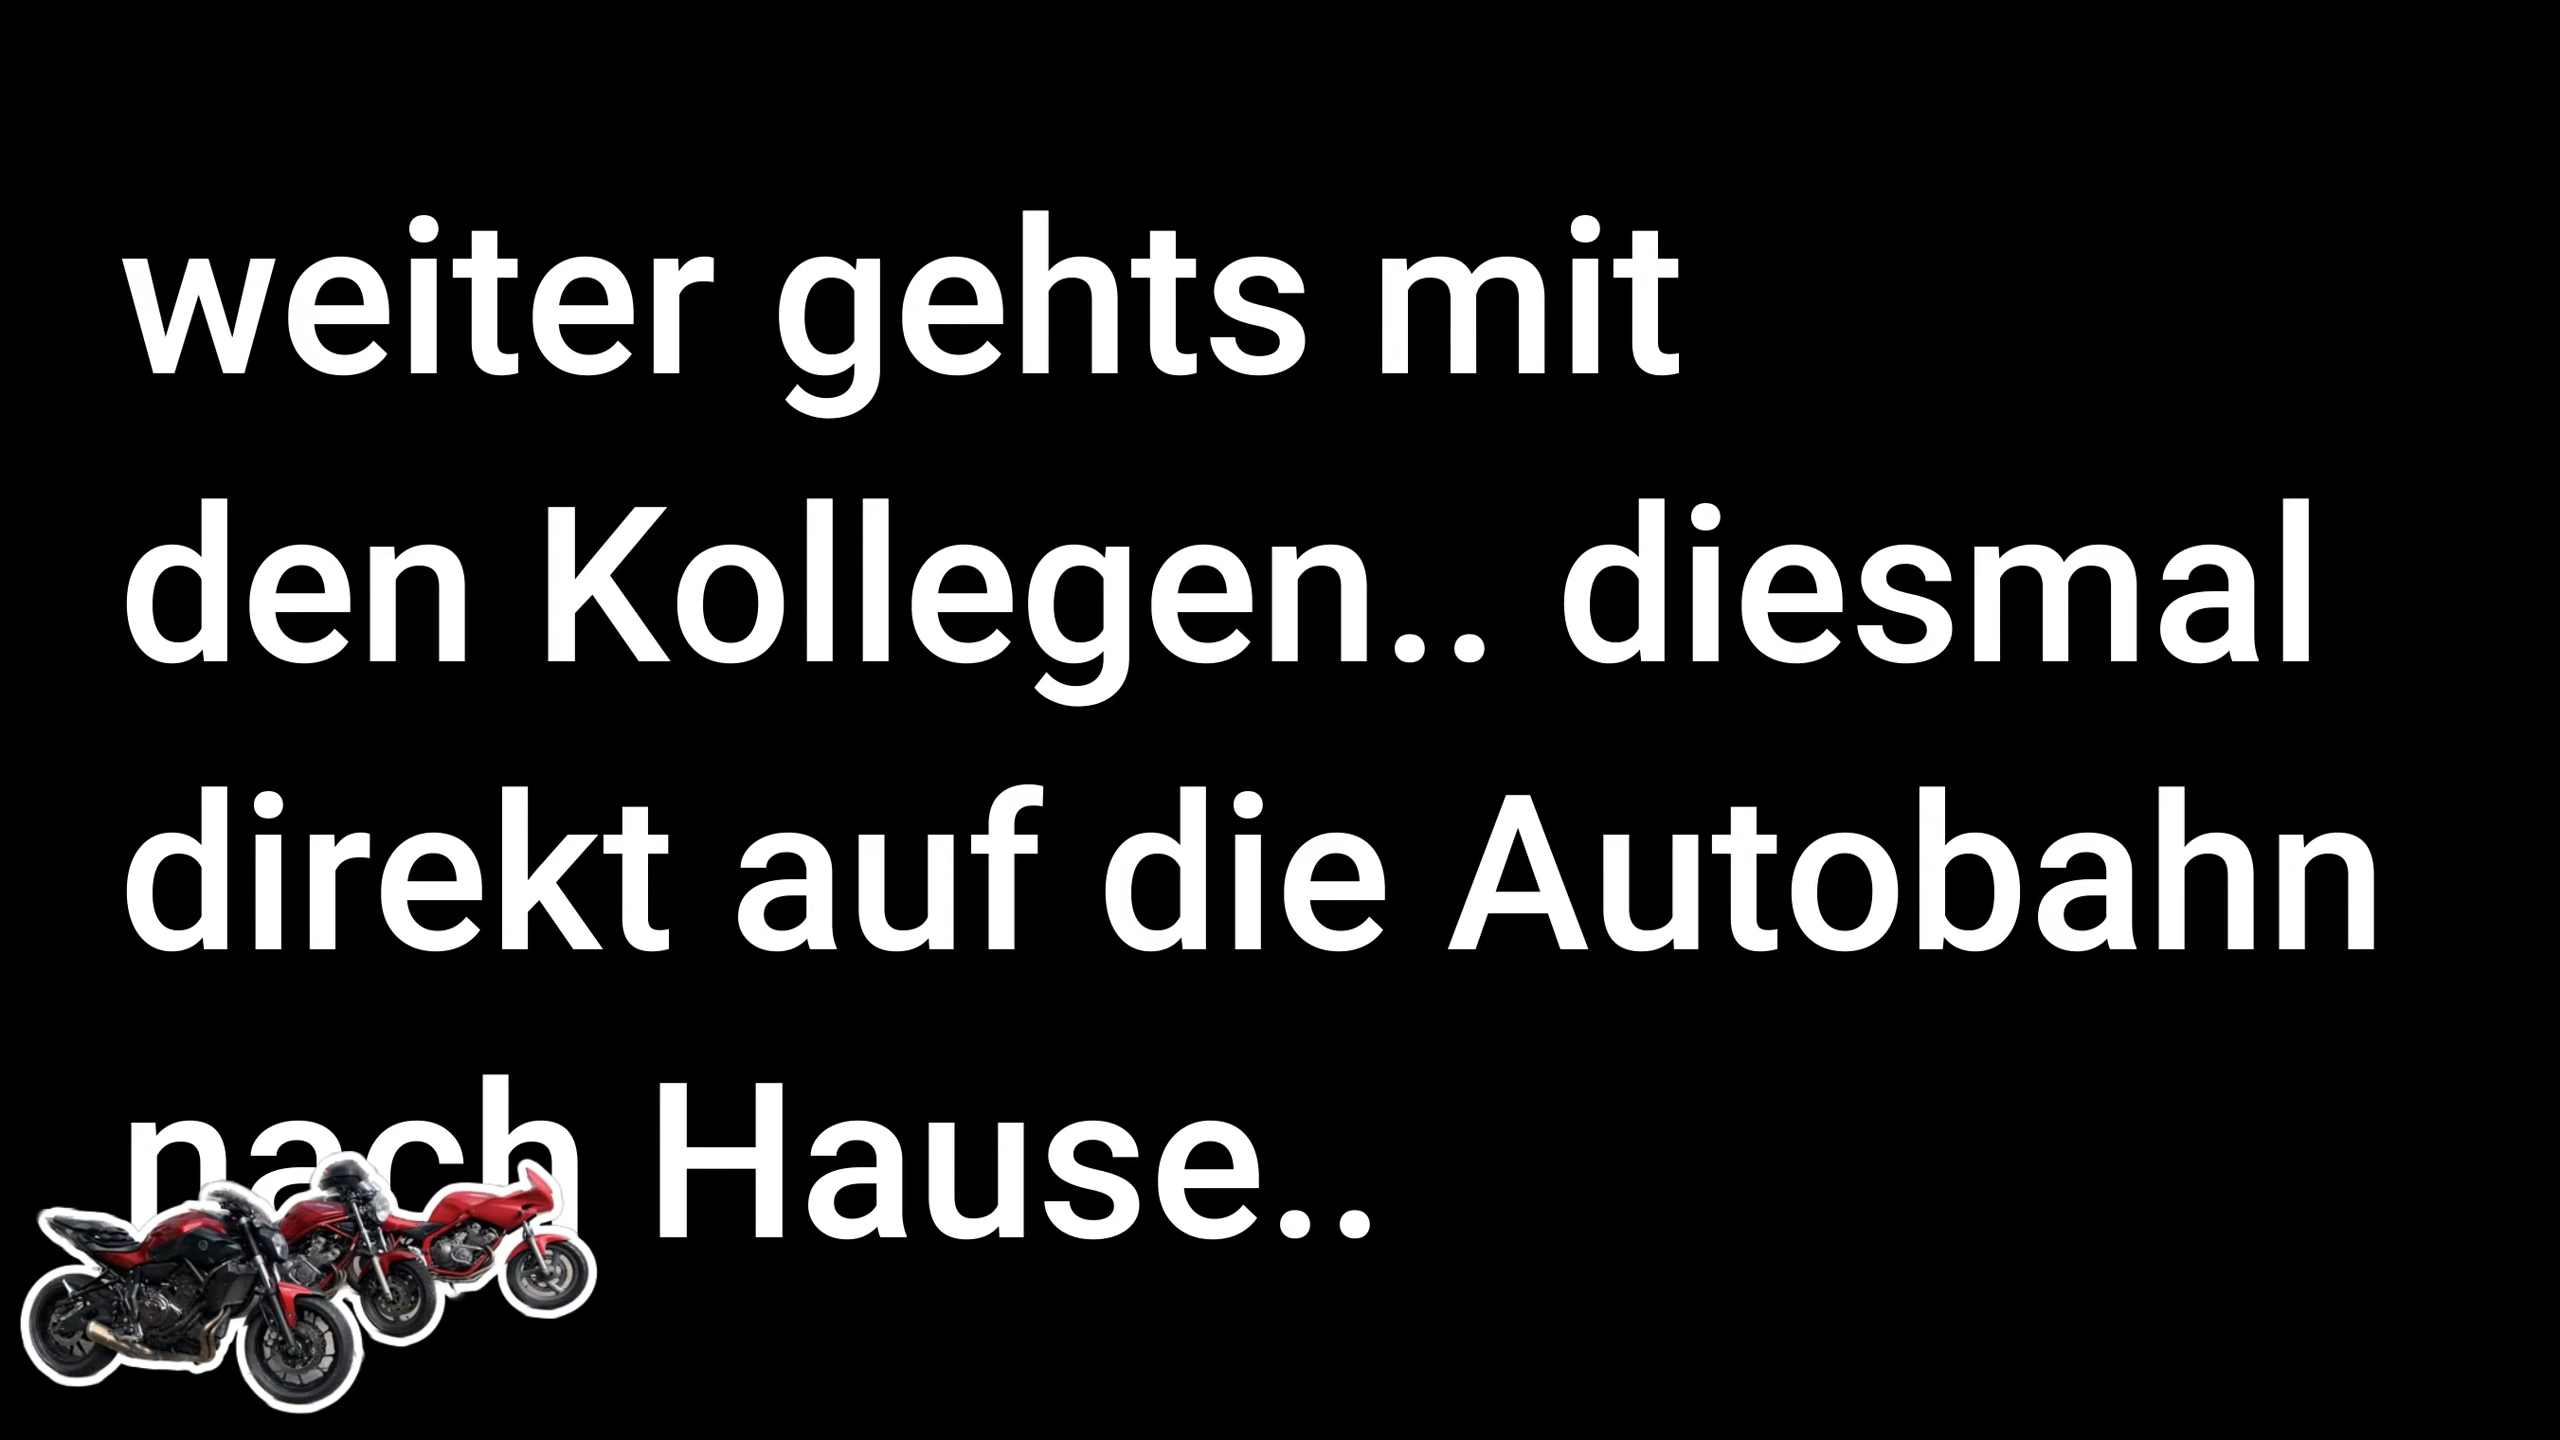 weiter gehts mit
den Kollegen.. diesmal
direkt auf die Autobahn
nach Hause..